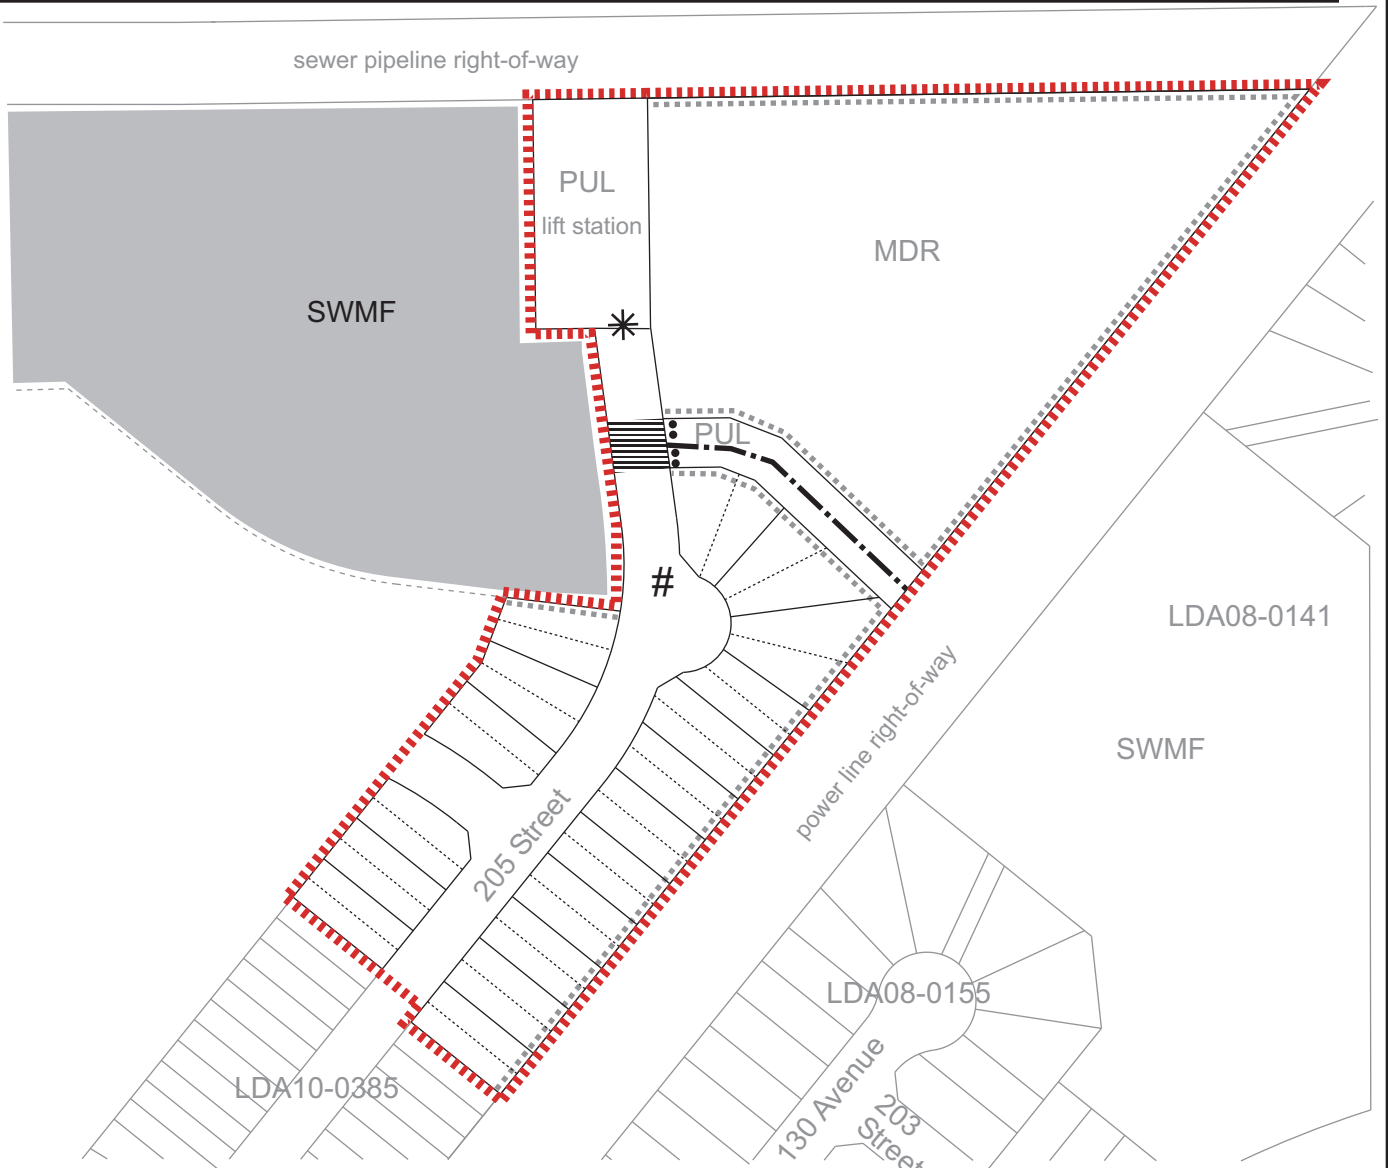 sewer pipeline right-of-way
PUL
lift station
MDR
SWMF
PUL
#
LDA08-0141
power line right-of-way
SWMF
205 Street
LDA08-0155
LDA10-0385
130 Avenue
203
Street